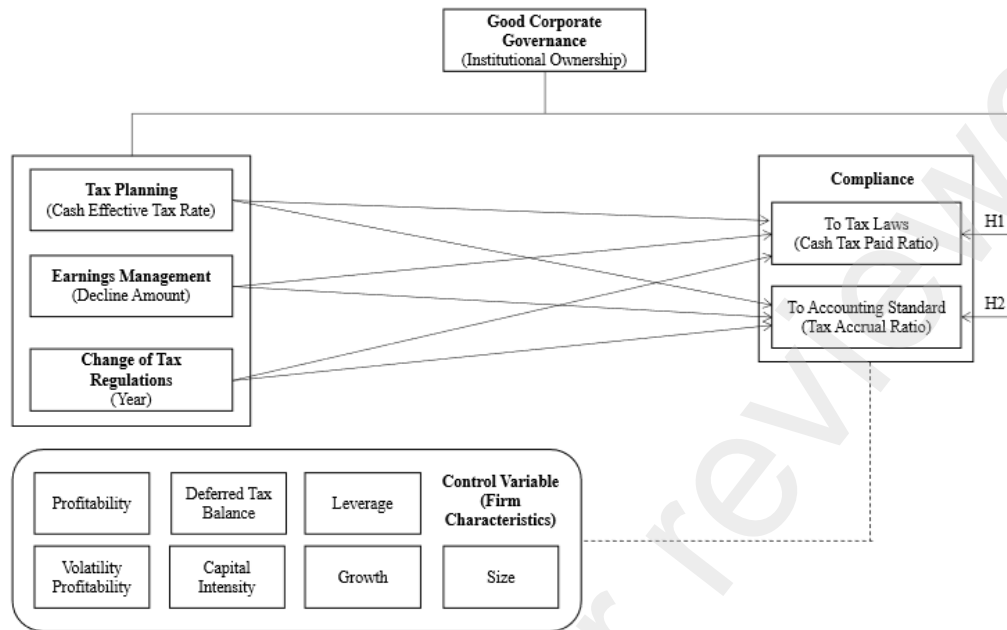 Good Corporate
Governance
(Institutional Ownership)
Tax Planning
(Cash Effective Tax Rate)
Earnings Management
(Decline Amount)
Change of Tax
Regulations
(Year)
Compliance
To Tax Laws
(Cash Tax Paid Ratio)
H1
To Accounting Standard
(Tax Accrual Ratio)
H2
Profitability
Deferred Tax
Balance
Leverage
Control Variable
(Firm
Characteristics)
Volatility
Profitability
Capital
Intensity
Growth
Size